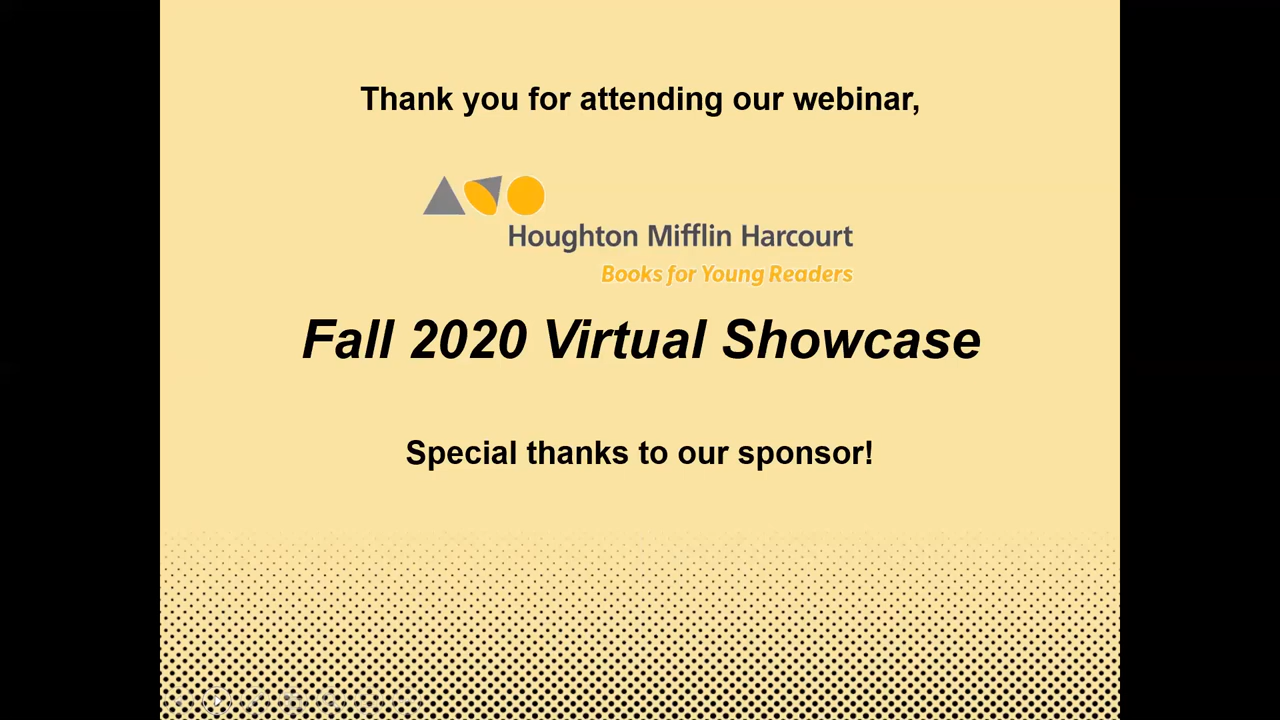 Thank you for attending our webinar,
Houghton Mifflin Harcourt
Books for Young Readers
Fall 2020 Virtual Showcase
Special thanks to our sponsor!